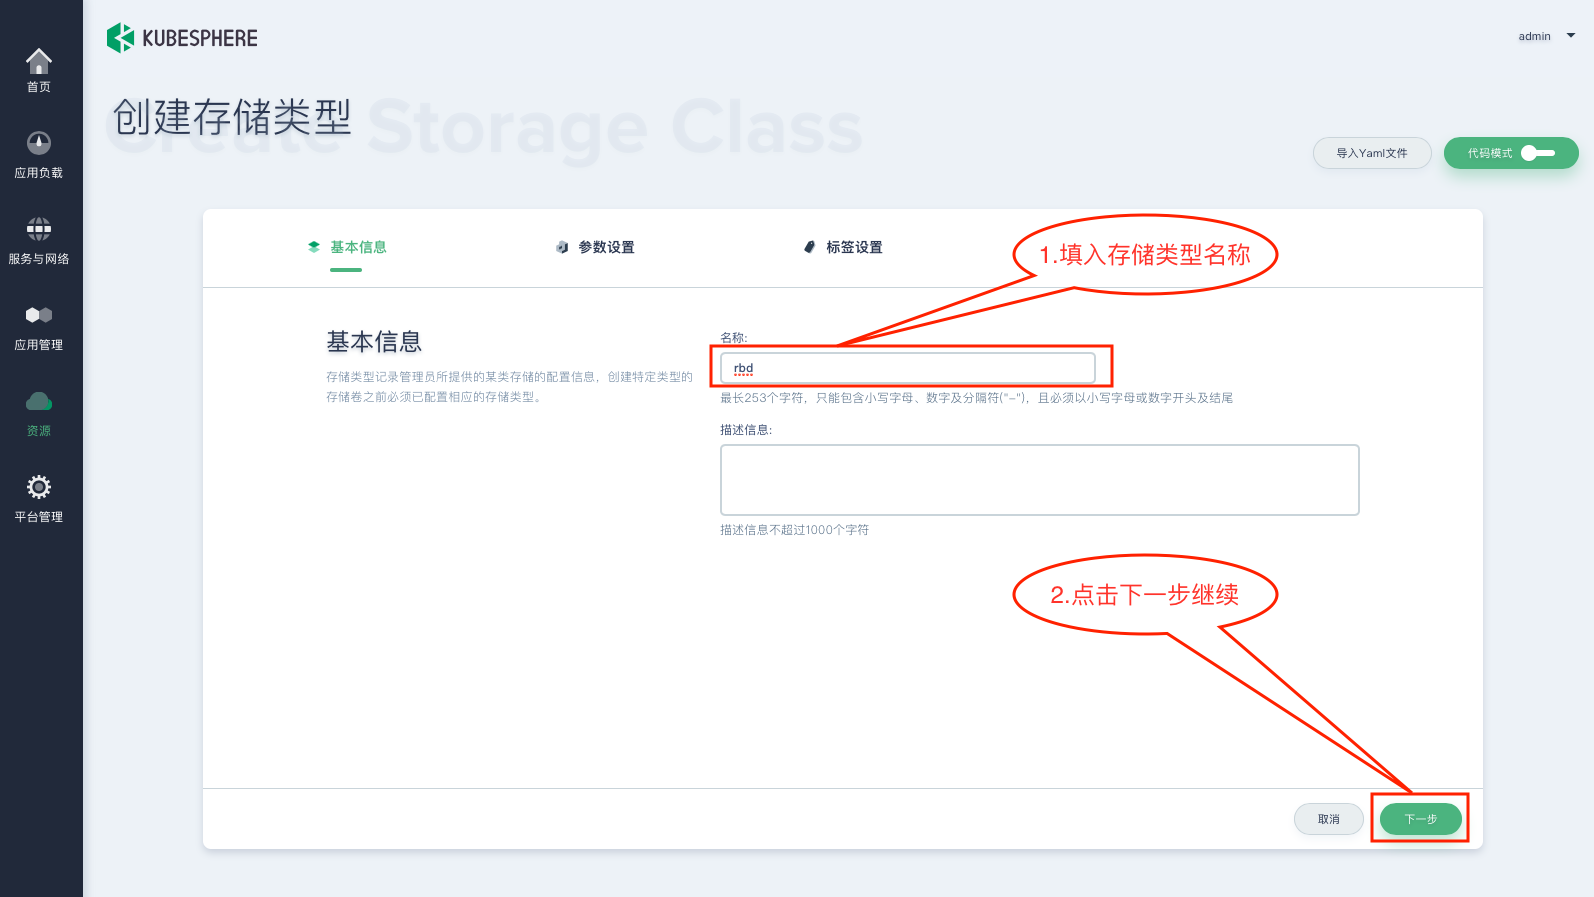 KUBESPHERE
admin
首页
应用负载
服务与网络
应用管理
资源
平台管理
Create Storage Class
创建存储类型
导入Yaml文件
代码模式
基本信息
参数设置
标签设置
1.填入存储类型名称
基本信息
存储类型记录管理员所提供的某类存储的配置信息，创建特定类型的
存储卷之前必须已配置相应的存储类型。
名称:
rbd
最长253个字符，只能包含小写字母、数字及分隔符("-")，且必须以小写字母或数字开头及结尾
描述信息:
描述信息不超过1000个字符
2.点击下一步继续
取消
下一步